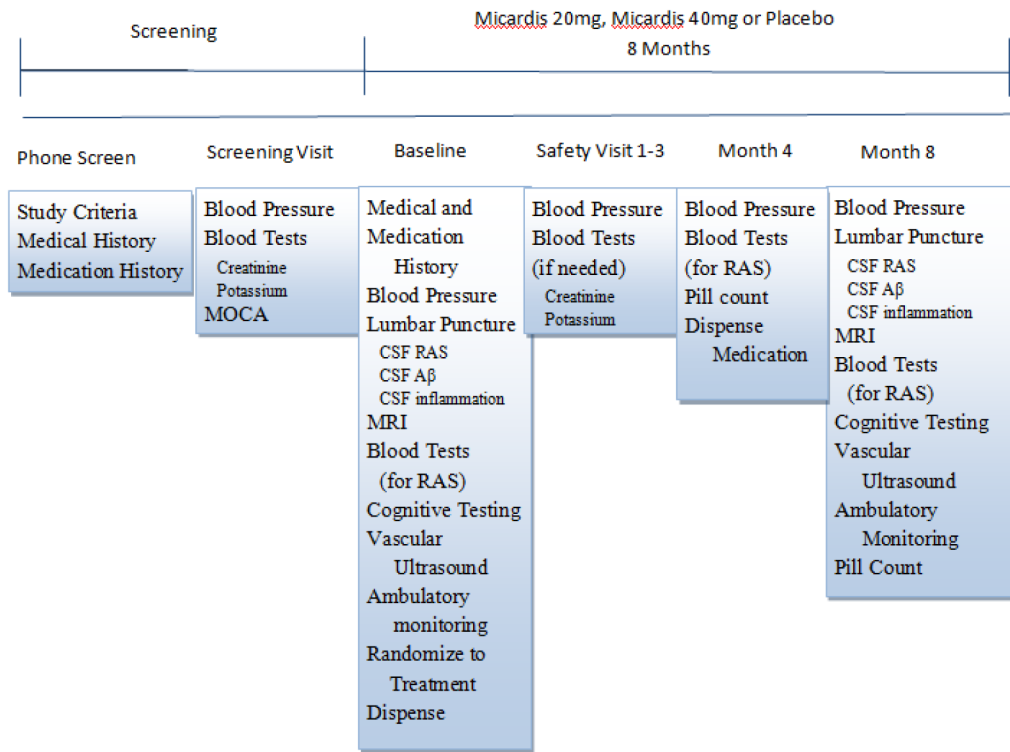 Screening
Micardis 20mg, Micardis 40mg or Placebo
8 Months
Phone Screen
Study Criteria
Medical History
Medication History
Screening Visit
Blood Pressure
Blood Tests
Creatinine
Potassium
MOCA
Baseline
Medical and
Medication
History
Blood Pressure
Lumbar Puncture
CSF RAS
CSF Aβ
CSF inflammation
MRI
Blood Tests
(for RAS)
Cognitive Testing
Vascular
Ultrasound
Ambulatory
monitoring
Randomize to
Treatment
Dispense
Safety Visit 1-3
Blood Pressure
Blood Tests
(if needed)
Creatinine
Potassium
Month 4
Blood Pressure
Blood Tests
(for RAS)
Pill count
Dispense
Medication
Month 8
Blood Pressure
Lumbar Puncture
CSF RAS
CSF Aβ
CSF inflammation
MRI
Blood Tests
(for RAS)
Cognitive Testing
Vascular
Ultrasound
Ambulatory
Monitoring
Pill Count